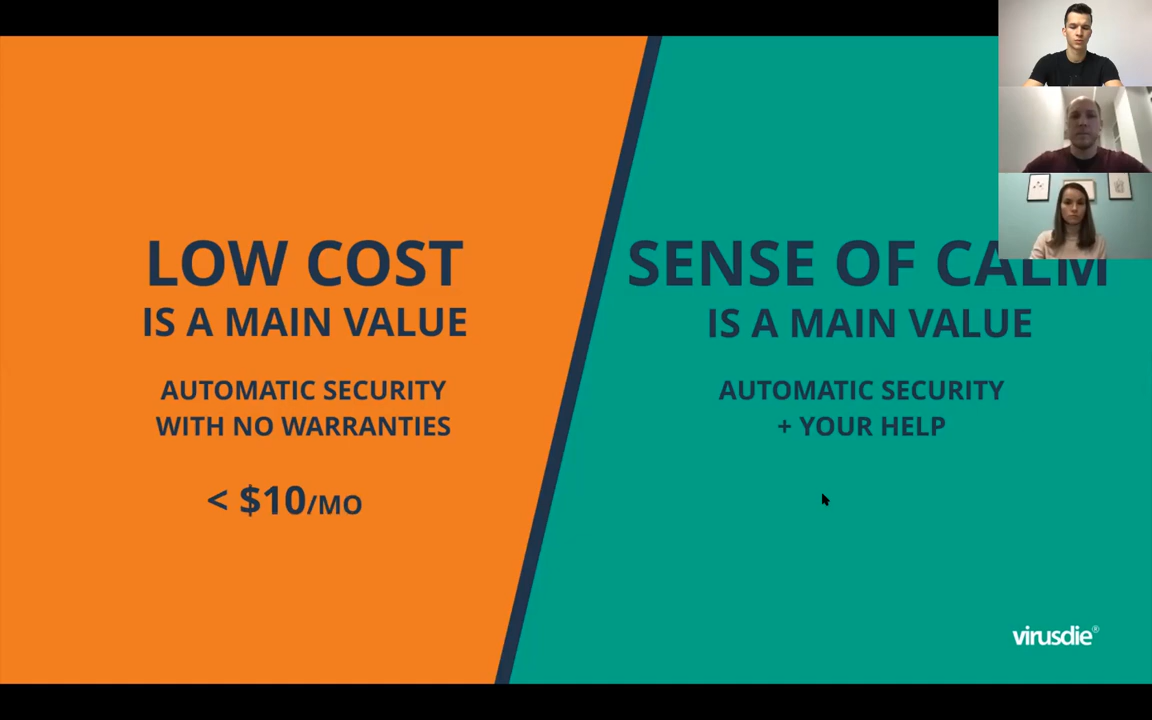 LOW COST
IS A MAIN VALUE
AUTOMATIC SECURITY
WITH NO WARRANTIES
< $10/MO
SENSE OF CALM
IS A MAIN VALUE
AUTOMATIC SECURITY
+ YOUR HELP
virusdie®